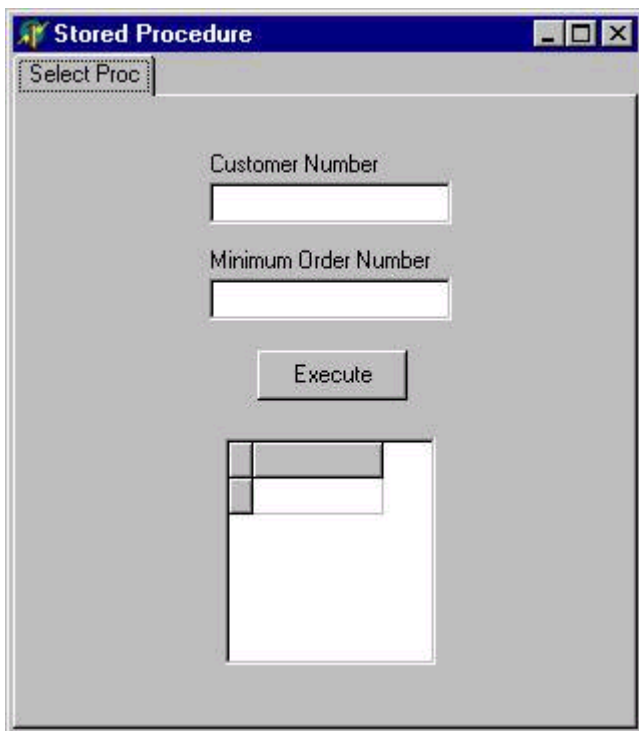 Stored Procedure
Select Proc
Customer Number
Minimum Order Number
Execute